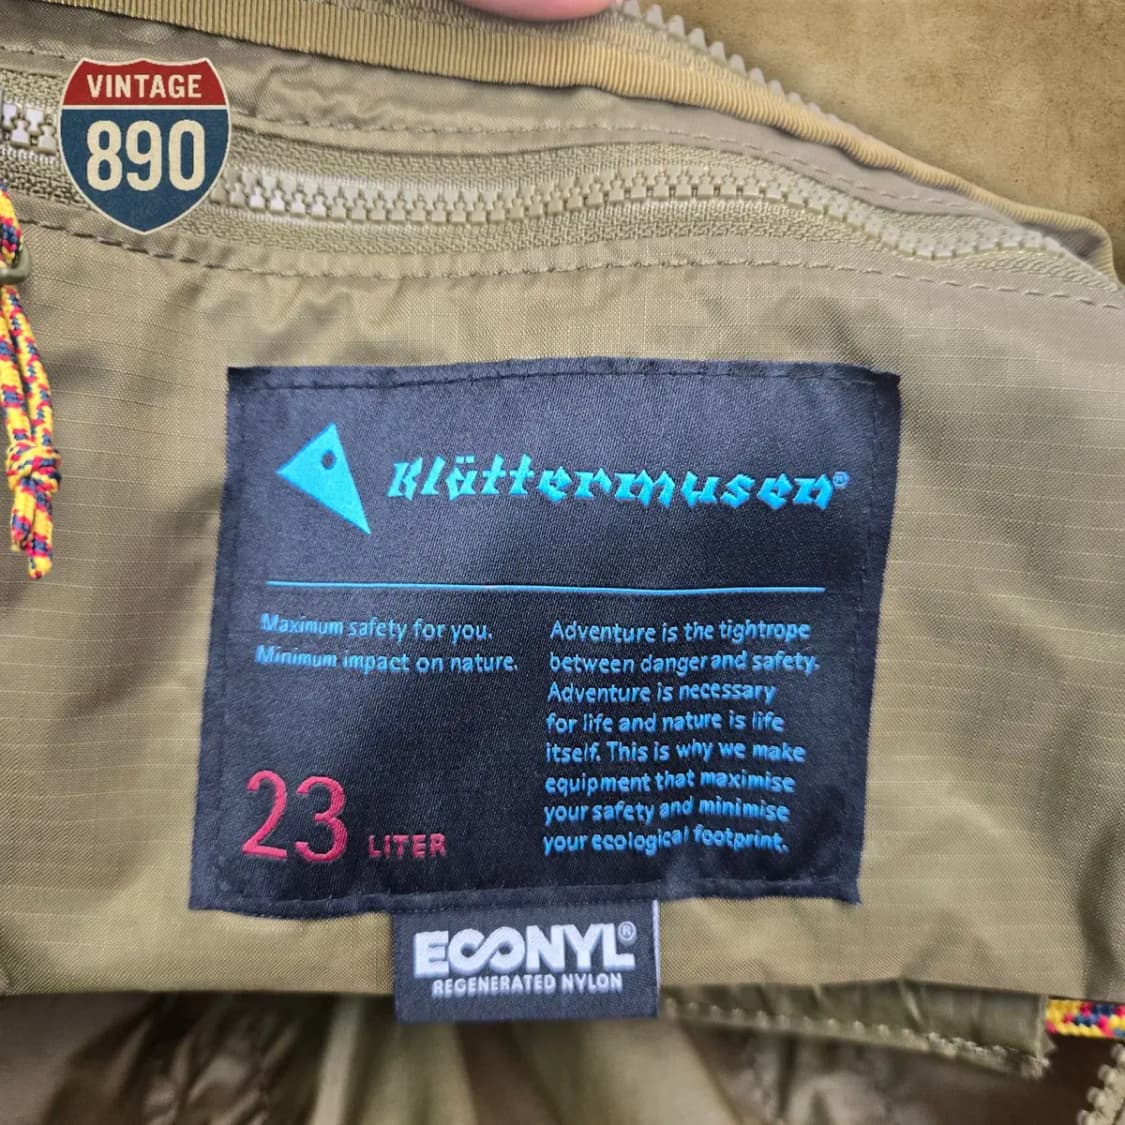 VINTAGE
890
Klättermusen®
Maximum safety for you.
Minimum impact on nature.
Adventure is the tightrope
between danger and safety.
Adventure is necessary
for life and nature is life
itself. This is why we make
equipment that maximise
your safety and minimise
your ecological footprint.
23 LITER
ECONYL®
REGENERATED NYLON